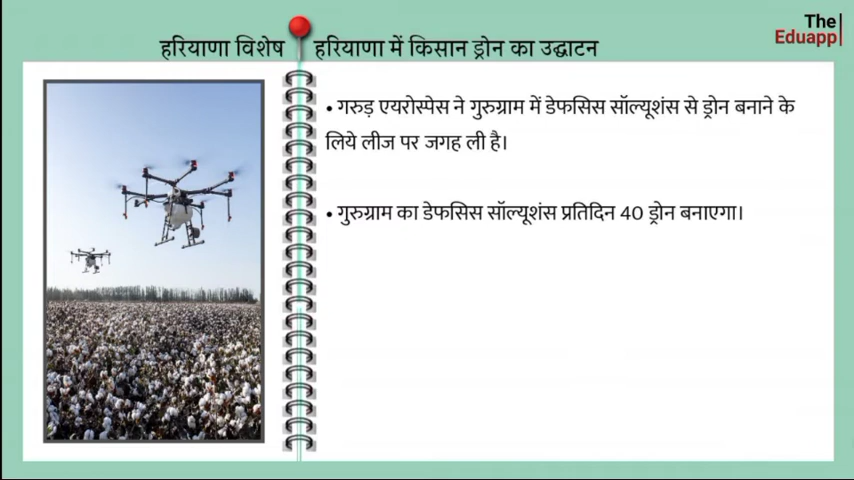 The
Eduapp
हरियाणा विशेष
हरियाणा में किसान ड्रोन का उद्घाटन
• गरुड़ एयरोस्पेस ने गुरुग्राम में डेफसिस सॉल्यूशंस से ड्रोन बनाने के
लिये लीज पर जगह ली है।
• गुरुग्राम का डेफसिस सॉल्यूशंस प्रतिदिन 40 ड्रोन बनाएगा।